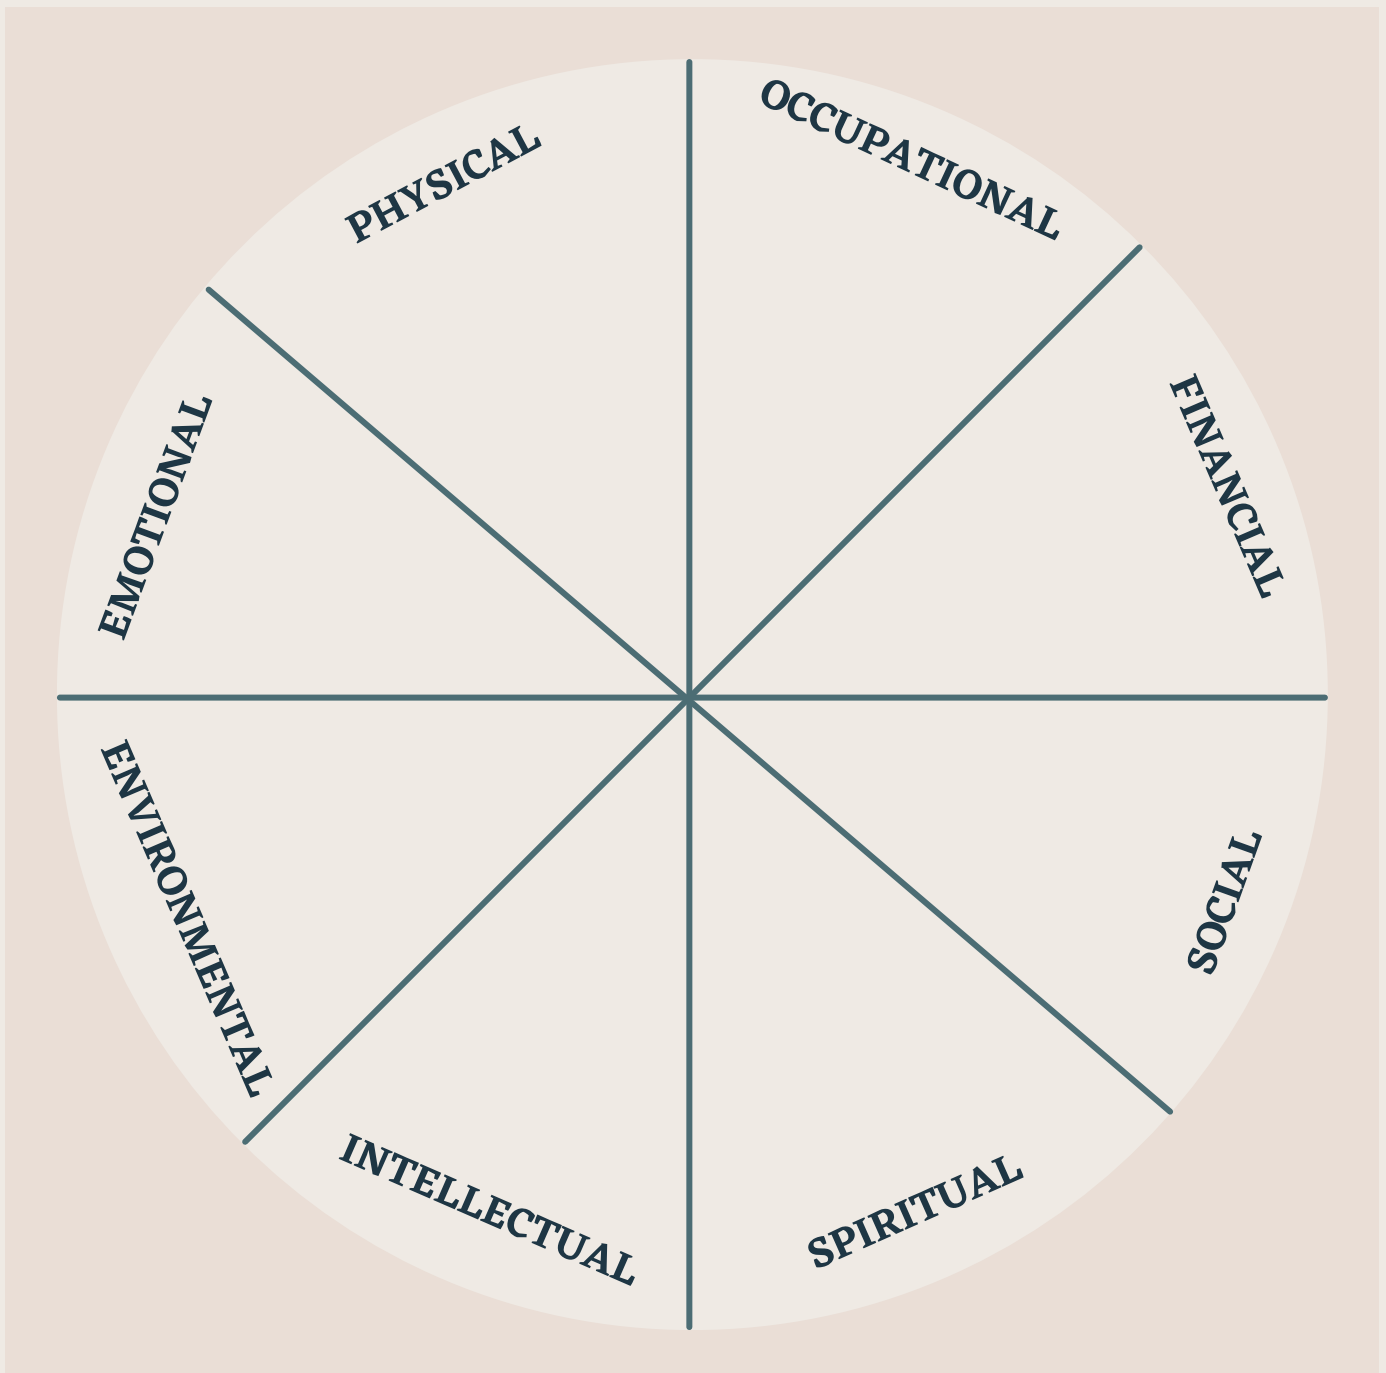 PHYSICAL
OCCUPATIONAL
FINANCIAL
SOCIAL
SPIRITUAL
INTELLECTUAL
ENVIRONMENTAL
EMOTIONAL